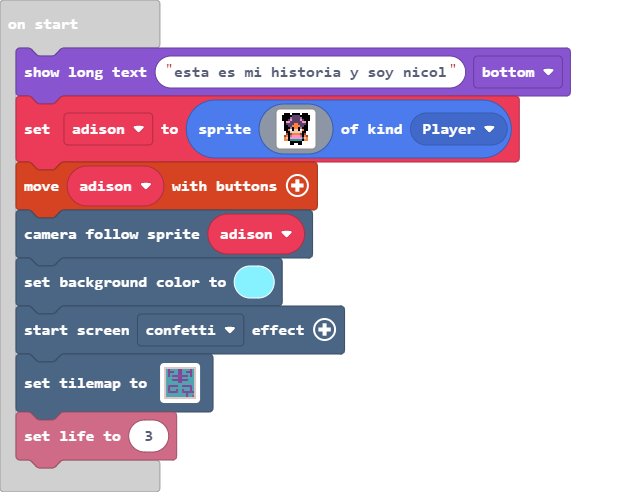 on start
show long text "esta es mi historia y soy nicol" bottom
set adison to sprite of kind Player
move adison with buttons
camera follow sprite adison
set background color to
start screen confetti effect
set tilemap to
set life to 3